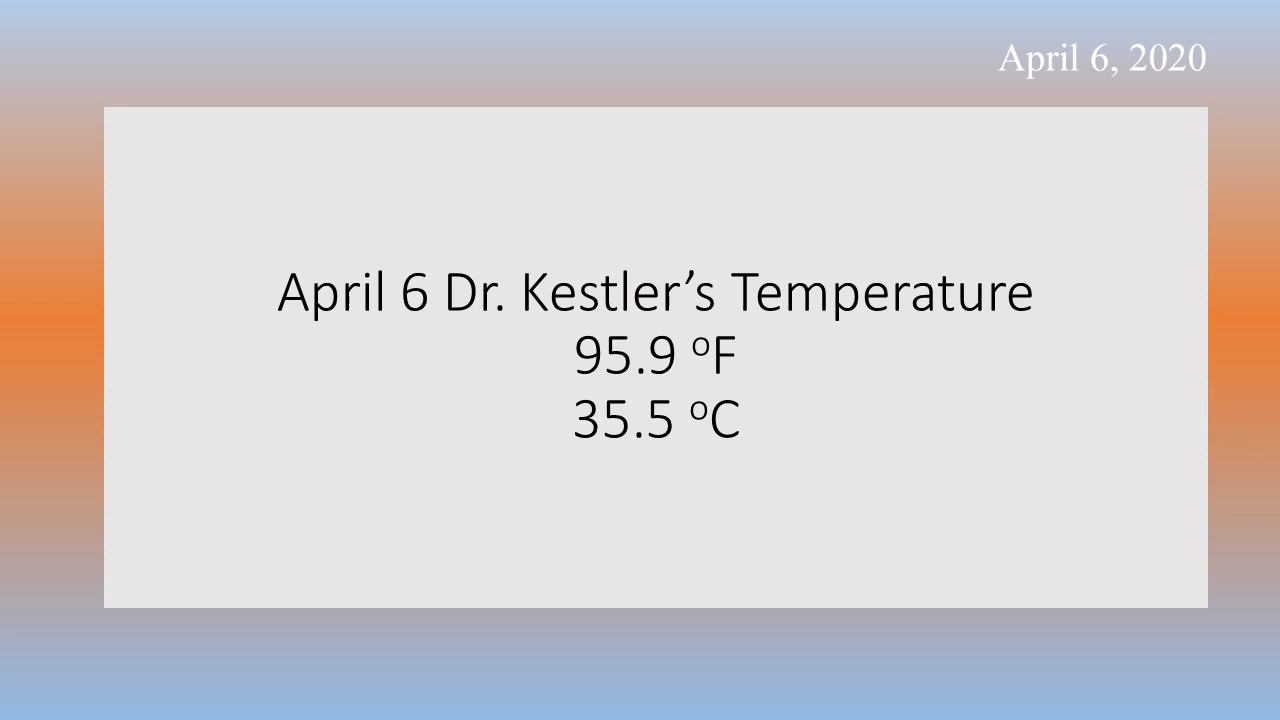 April 6, 2020
April 6 Dr. Kestler’s Temperature
95.9 ᵒF
35.5 ᵒC